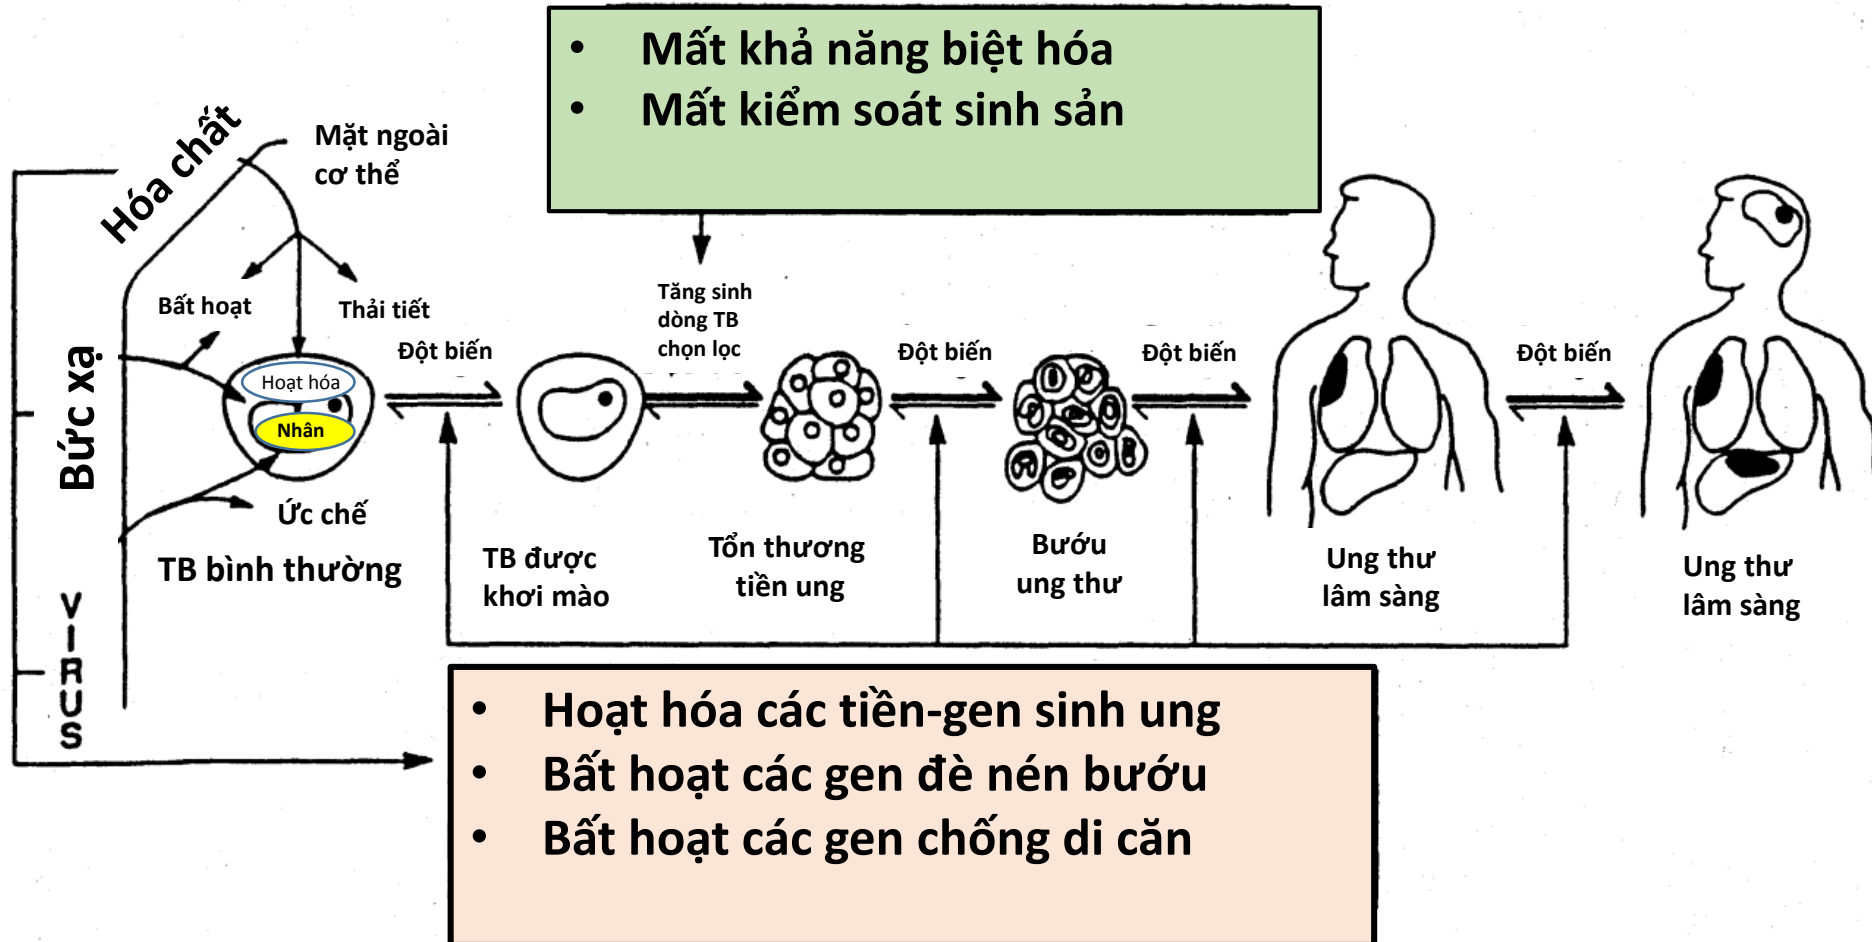 • Mất khả năng biệt hóa
• Mất kiểm soát sinh sản
Hóa chất
Mặt ngoài
cơ thể
Bức xạ
VIRUS
Bất hoạt
Thải tiết
Hoạt hóa
Nhân
Ức chế
TB bình thường
Đột biến
TB được
khơi mào
Tăng sinh
dòng TB
chọn lọc
Tổn thương
tiền ung
Đột biến
Bướu
ung thư
Đột biến
Ung thư
lâm sàng
Đột biến
Ung thư
lâm sàng
• Hoạt hóa các tiền-gen sinh ung
• Bất hoạt các gen đè nén bướu
• Bất hoạt các gen chống di căn